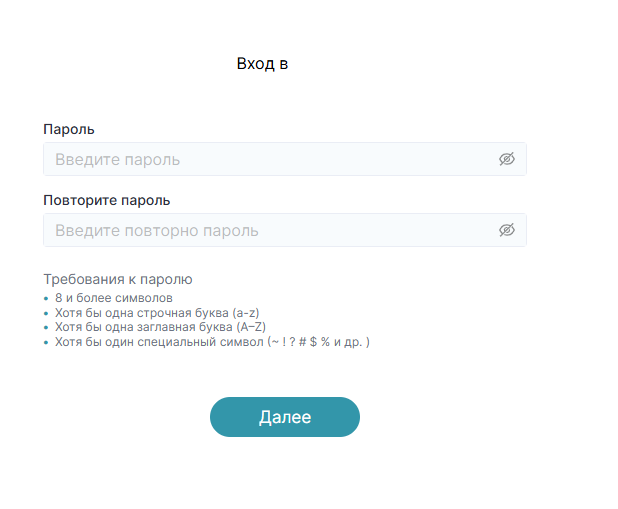 Вход в
Пароль
Введите пароль
Повторите пароль
Введите повторно пароль
Требования к паролю
• 8 и более символов
• Хотя бы одна строчная буква (a-z)
• Хотя бы одна заглавная буква (A–Z)
• Хотя бы один специальный символ (~ ! ? # $ % и др. )
Далее